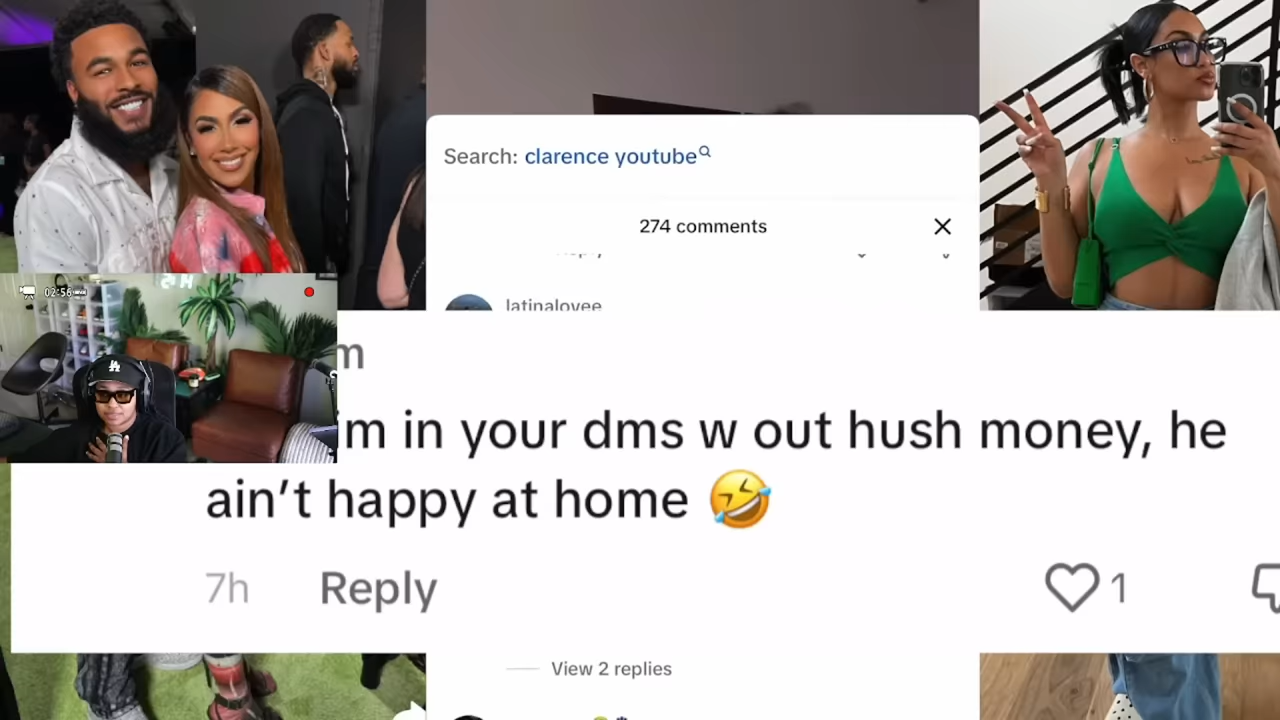 Search: clarence youtube
274 comments
latinalovee
02:56
LA
m
im in your dms w out hush money, he
ain't happy at home 🤣
7h Reply 1
View 2 replies